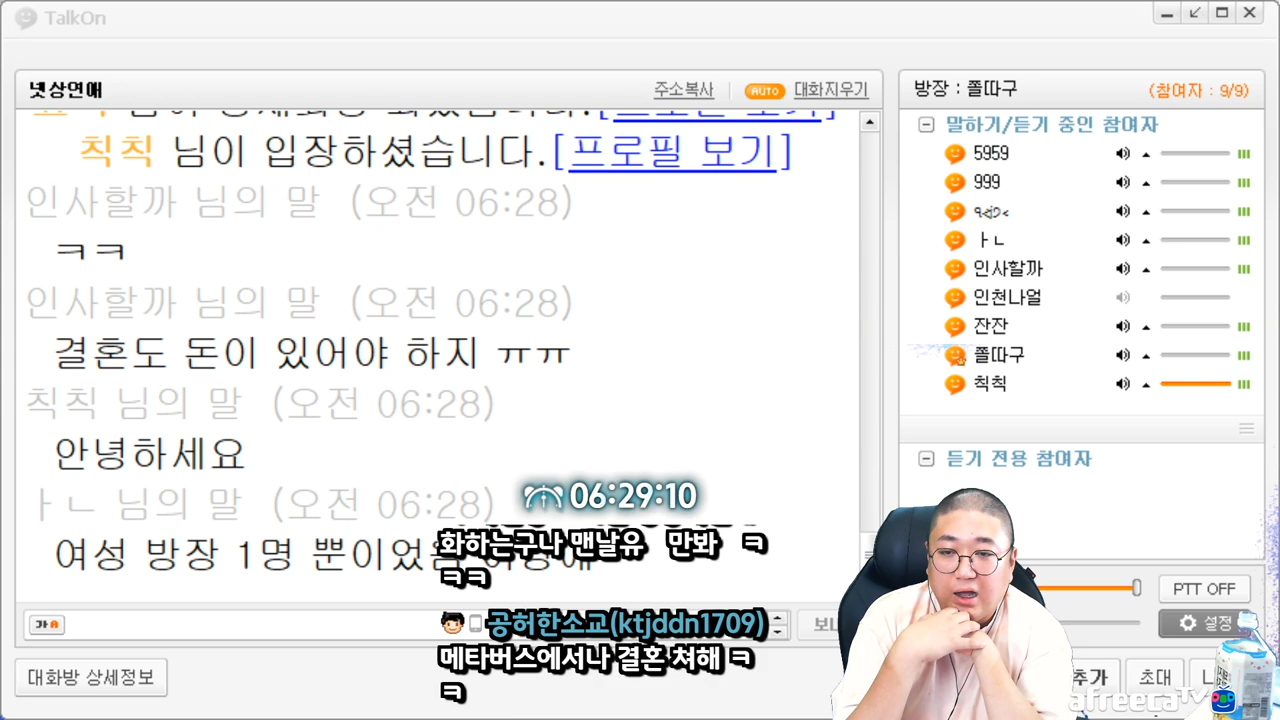 TalkOn
넷상연애
주소복사
AUTO 대화지우기
칙칙 님이 입장하셨습니다.[프로필 보기]
인사할까 님의 말 (오전 06:28)
ㅋㅋ
인사할까 님의 말 (오전 06:28)
결혼도 돈이 있어야 하지 ㅠㅠ
칙칙 님의 말 (오전 06:28)
안녕하세요
ㅏㄴ 님의 말 (오전 06:28)
여성 방장 1명 뿐이었
06:29:10
화하는구나 맨날유 만봐 ㅋ
ㅋㅋ
공허한소교(ktjddn1709)
메타버스에서나 결혼 쳐해 ㅋ
ㅋ
가A
보
대화방 상세정보
방장 : 쫄따구
(참여자 : 9/9)
말하기/듣기 중인 참여자
5959
999
ㅏㄴ
인사할까
인천나얼
잔잔
쫄따구
칙칙
듣기 전용 참여자
PTT OFF
설정
추가
초대
afreecaTV